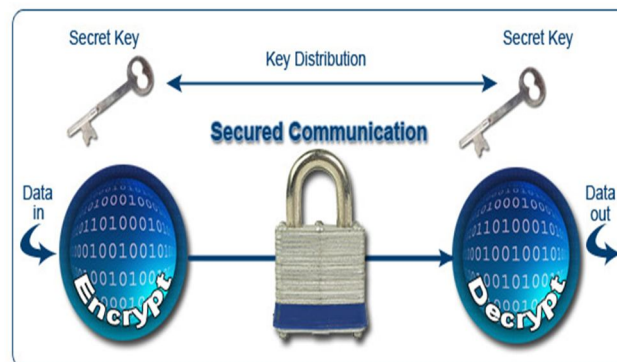 Secret Key
Secret Key
Key Distribution
Secured Communication
Data
in
Data
out
Encrypt
Decrypt